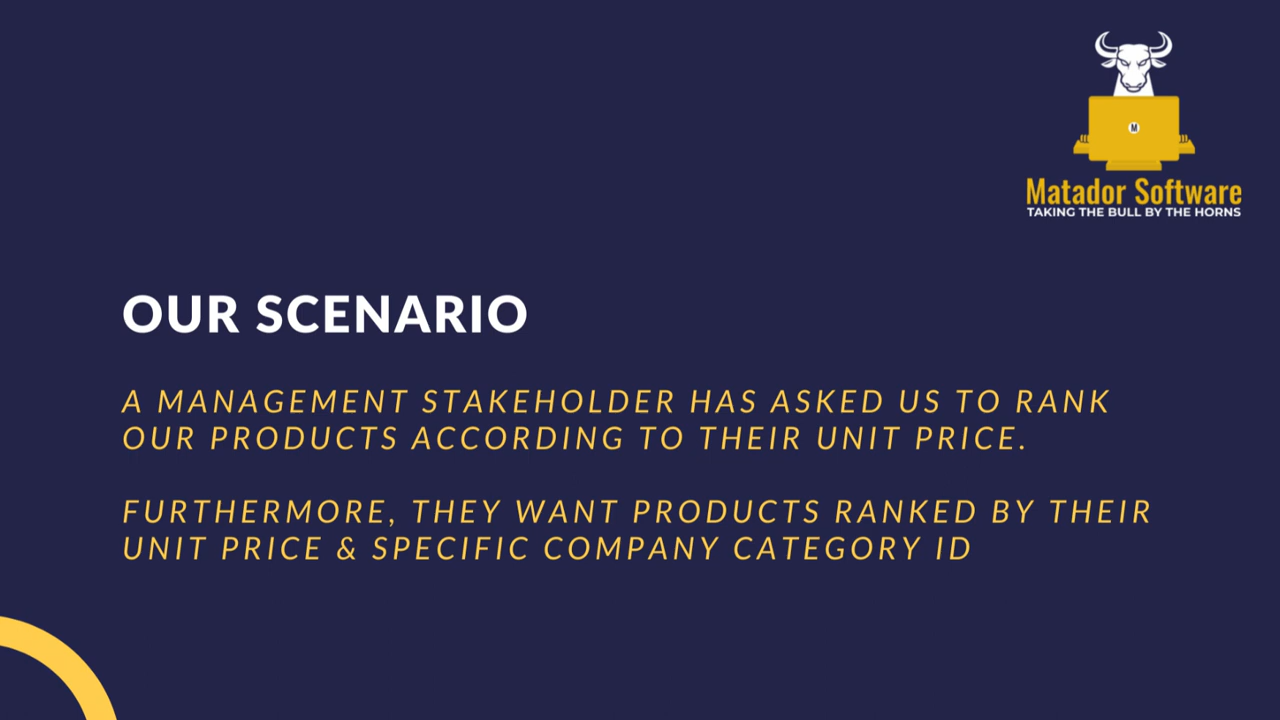 M
Matador Software
TAKING THE BULL BY THE HORNS
OUR SCENARIO
A MANAGEMENT STAKEHOLDER HAS ASKED US TO RANK
OUR PRODUCTS ACCORDING TO THEIR UNIT PRICE.
FURTHERMORE, THEY WANT PRODUCTS RANKED BY THEIR
UNIT PRICE & SPECIFIC COMPANY CATEGORY ID